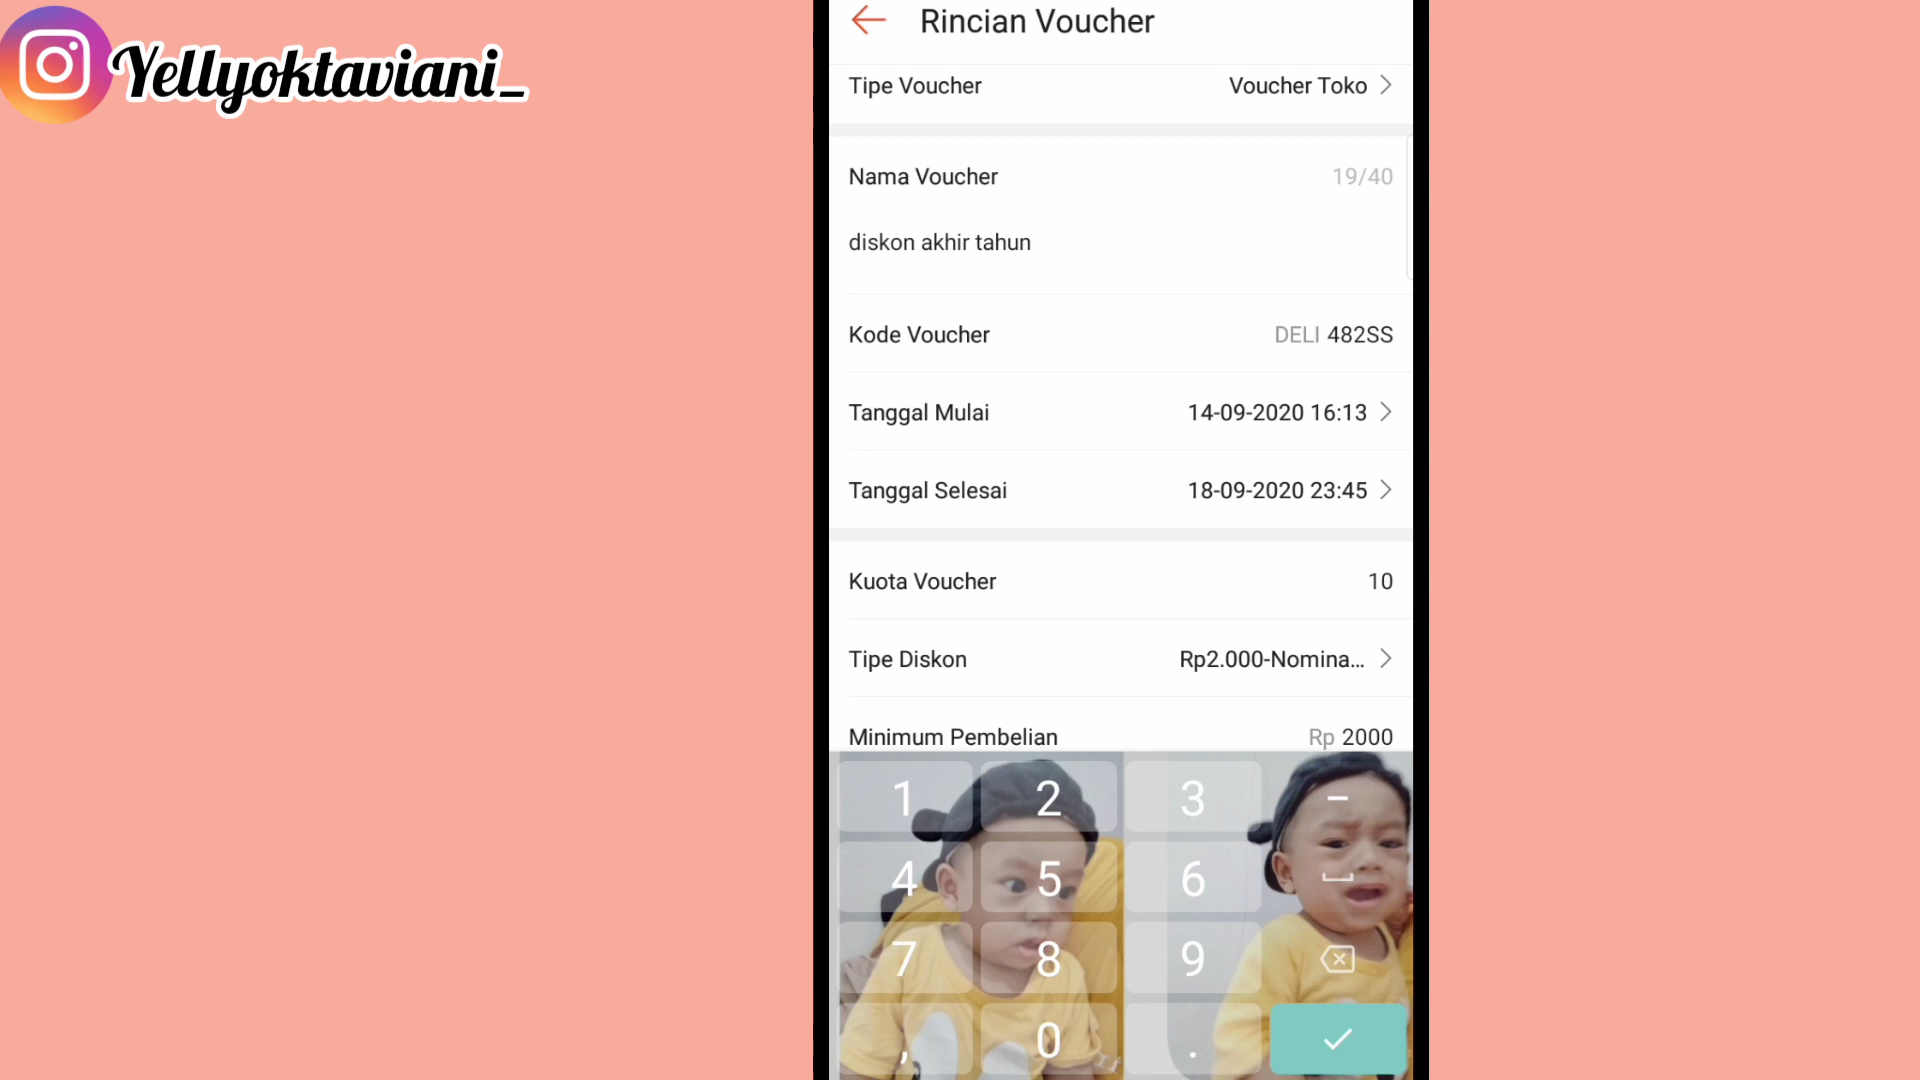 Yellyoktaviani_
Rincian Voucher
Tipe Voucher Voucher Toko
Nama Voucher 19/40
diskon akhir tahun
Kode Voucher DELI 482SS
Tanggal Mulai 14-09-2020 16:13
Tanggal Selesai 18-09-2020 23:45
Kuota Voucher 10
Tipe Diskon Rp2.000-Nomina...
Minimum Pembelian Rp 2000
1 2 3 -
4 5 6
7 8 9
, 0 .